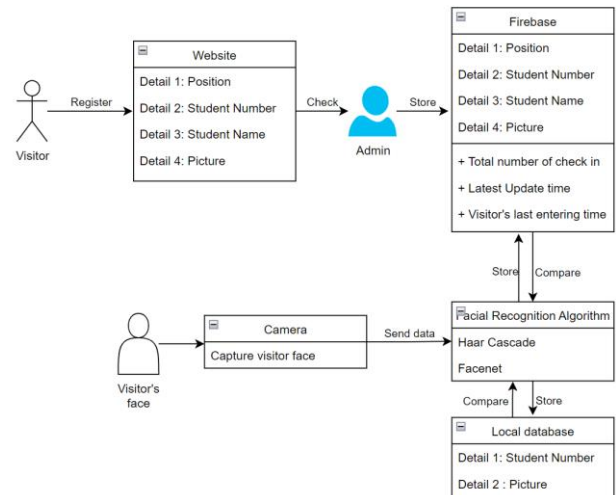 Firebase
Website
Detail 1: Position
Detail 2: Student Number
Detail 3: Student Name
Detail 4: Picture
Register
Check
Store
Visitor
Admin
Detail 1: Position
Detail 2: Student Number
Detail 3: Student Name
Detail 4: Picture
+ Total number of check in
+ Latest Update time
+ Visitor's last entering time
Store
Compare
Camera
Capture visitor face
Send data
Visitor's
face
Facial Recognition Algorithm
Haar Cascade
Facenet
Compare
Store
Local database
Detail 1: Student Number
Detail 2 : Picture